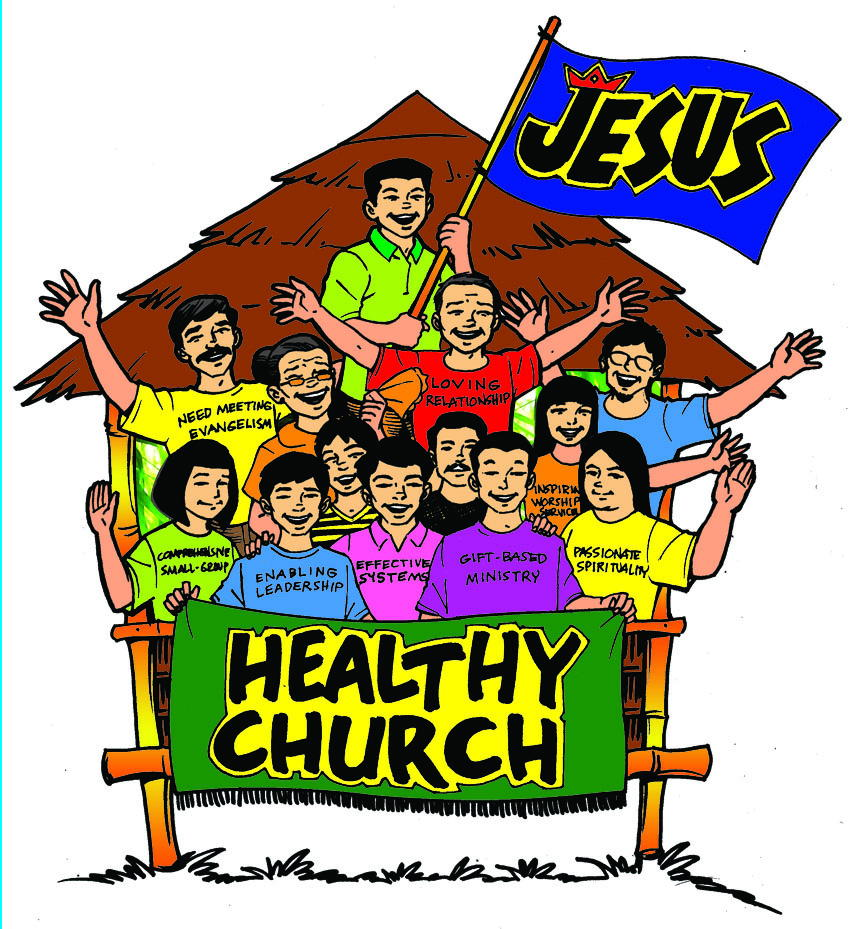 JESUS
LOVING
RELATIONSHIP
NEED MEETING
EVANGELISM
INSPIRIN
WORSHIP
SERVICE
COMPREHENSIVE
SMALL-GROUP
ENABLING
LEADERSHIP
EFFECTIVE
SYSTEMS
GIFT-BASED
MINISTRY
PASSIONATE
SPIRITUALITY
HEALTHY
CHURCH